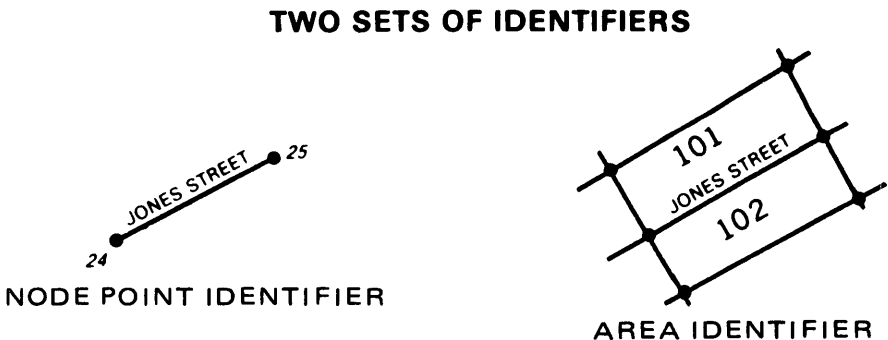 TWO SETS OF IDENTIFIERS
JONES STREET
25
24
NODE POINT IDENTIFIER
101
JONES STREET
102
AREA IDENTIFIER